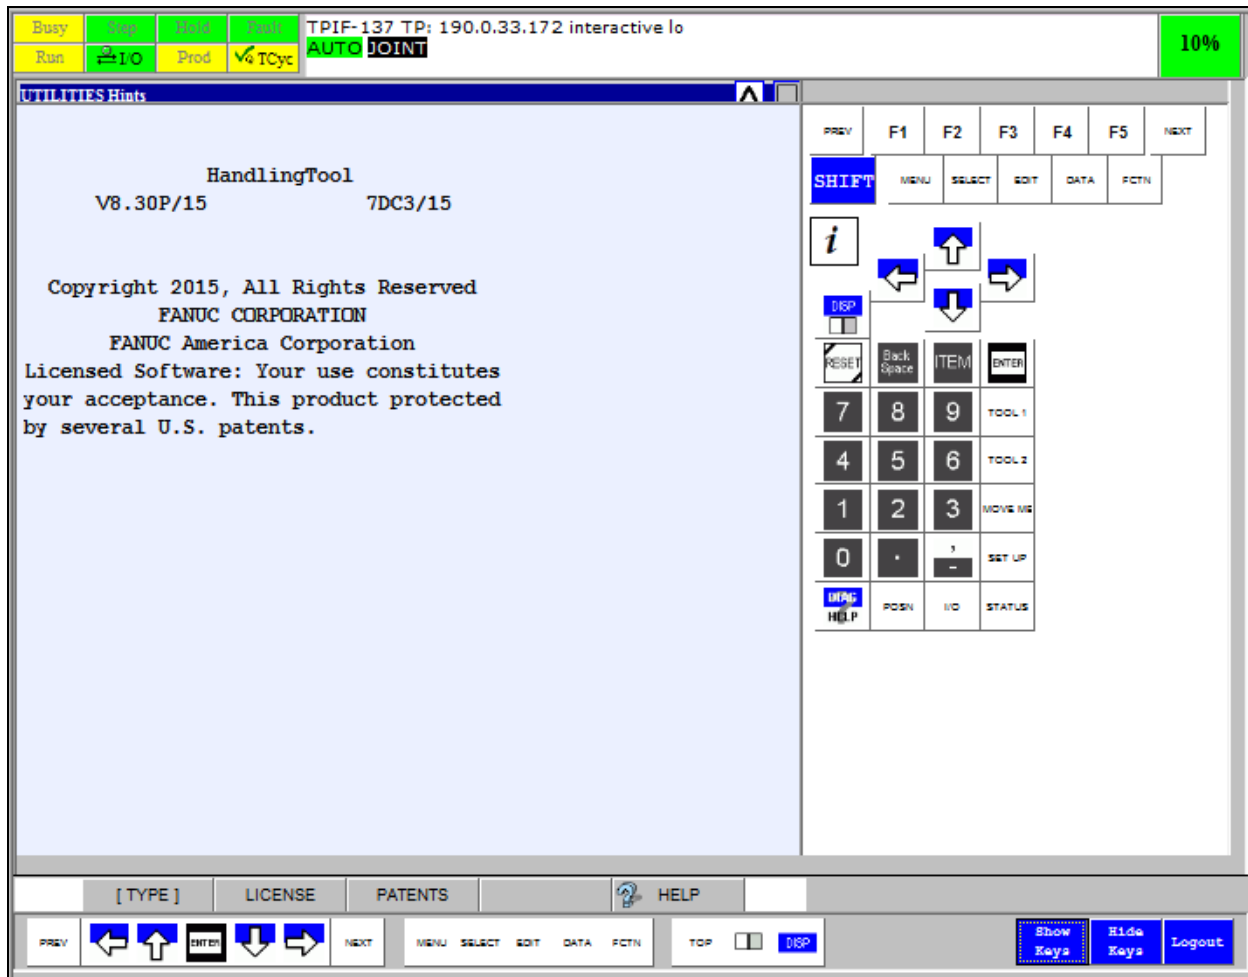 Busy Step Hold Fault TPIF-137 TP: 190.0.33.172 interactive lo
Run I/O Prod TCyc AUTO JOINT 10%
UTILITIES Hints
HandlingTool
V8.30P/15 7DC3/15
Copyright 2015, All Rights Reserved
FANUC CORPORATION
FANUC America Corporation
Licensed Software: Your use constitutes
your acceptance. This product protected
by several U.S. patents.
PREV F1 F2 F3 F4 F5 NEXT
SHIFT MENU SELECT EDIT DATA FCTN
i
DISP
RESET Back Space ITEM ENTER
7 8 9 TOOL 1
4 5 6 TOOL 2
1 2 3 MOVE ME
0 . , -
SET UP
DIAG HELP POSN I/O STATUS
[ TYPE ] LICENSE PATENTS HELP
PREV ENTER NEXT MENU SELECT EDIT DATA FCTN TOP DISP Show Keys Hide Keys Logout